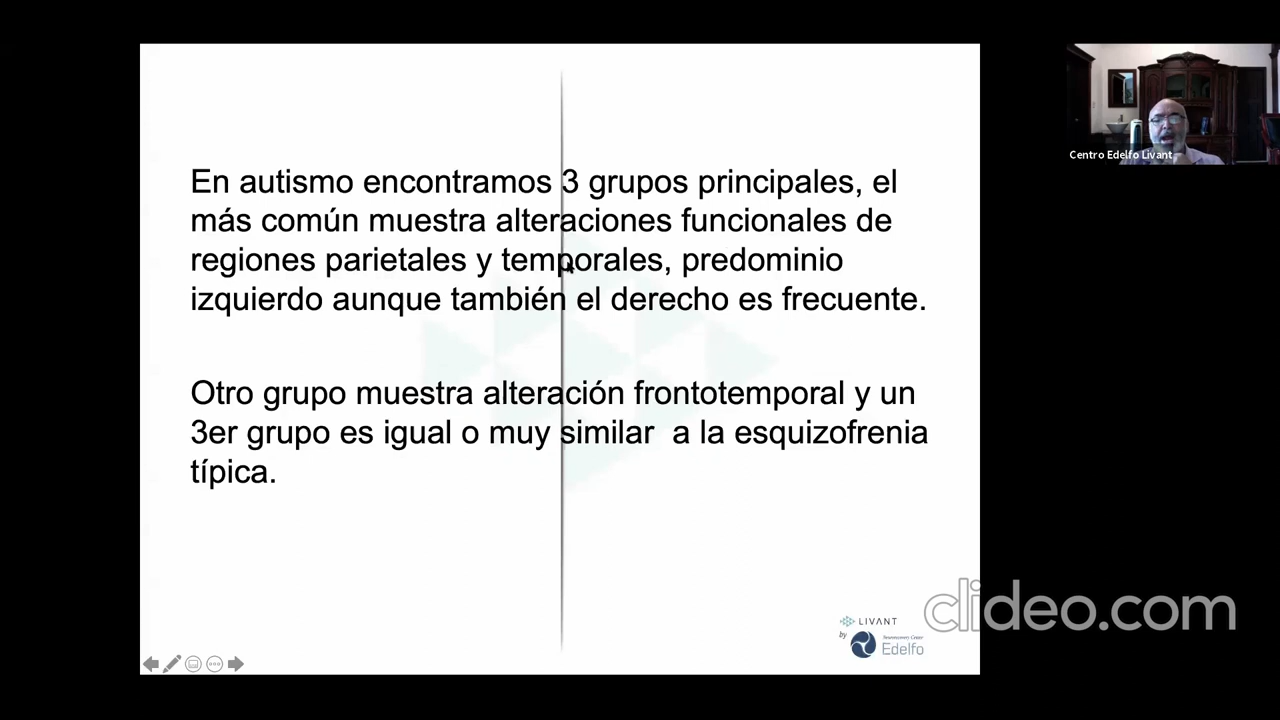 En autismo encontramos 3 grupos principales, el
más común muestra alteraciones funcionales de
regiones parietales y temporales, predominio
izquierdo aunque también el derecho es frecuente.
Otro grupo muestra alteración frontotemporal y un
3er grupo es igual o muy similar a la esquizofrenia
típica.
Centro Edelfo Livant
LIVANT
by
Edelfo
clideo.com